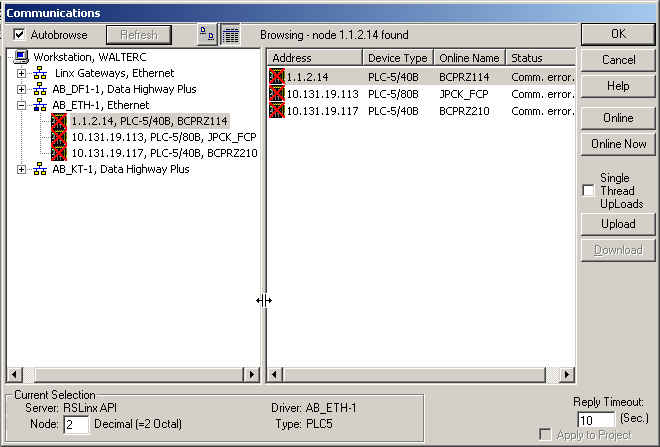 Communications
Autobrowse
Refresh
Browsing - node 1.1.2.14 found
OK
Cancel
Help
Online
Online Now
Single
Thread
UpLoads
Upload
Download
Workstation, WALTERC
Linx Gateways, Ethernet
AB_DF1-1, Data Highway Plus
AB_ETH-1, Ethernet
1.1.2.14, PLC-5/40B, BCPRZ114
10.131.19.113, PLC-5/80B, JPCK_FCP
10.131.19.117, PLC-5/40B, BCPRZ210
AB_KT-1, Data Highway Plus
Address Device Type Online Name Status
1.1.2.14 PLC-5/40B BCPRZ114 Comm. error.
10.131.19.113 PLC-5/80B JPCK_FCP Comm. error.
10.131.19.117 PLC-5/40B BCPRZ210 Comm. error.
Current Selection
Server: RSLinx API Driver: AB_ETH-1
Node: 2 Decimal (=2 Octal) Type: PLC5
Reply Timeout:
10 (Sec.)
Apply to Project